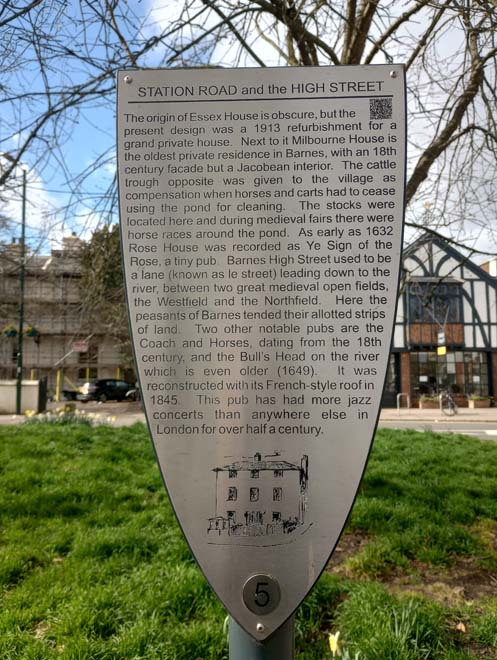 STATION ROAD and the HIGH STREET
The origin of Essex House is obscure, but the
present design was a 1913 refurbishment for a
grand private house. Next to it Milbourne House is
the oldest private residence in Barnes, with an 18th
century facade but a Jacobean interior. The cattle
trough opposite was given to the village as
compensation when horses and carts had to cease
using the pond for cleaning. The stocks were
located here and during medieval fairs there were
horse races around the pond. As early as 1632
Rose House was recorded as Ye Sign of the
Rose, a tiny pub. Barnes High Street used to be
a lane (known as le street) leading down to the
river, between two great medieval open fields,
the Westfield and the Northfield. Here the
peasants of Barnes tended their allotted strips
of land. Two other notable pubs are the
Coach and Horses, dating from the 18th
century, and the Bull's Head on the river
which is even older (1649). It was
reconstructed with its French-style roof in
1845. This pub has had more jazz
concerts than anywhere else in
London for over half a century.
5